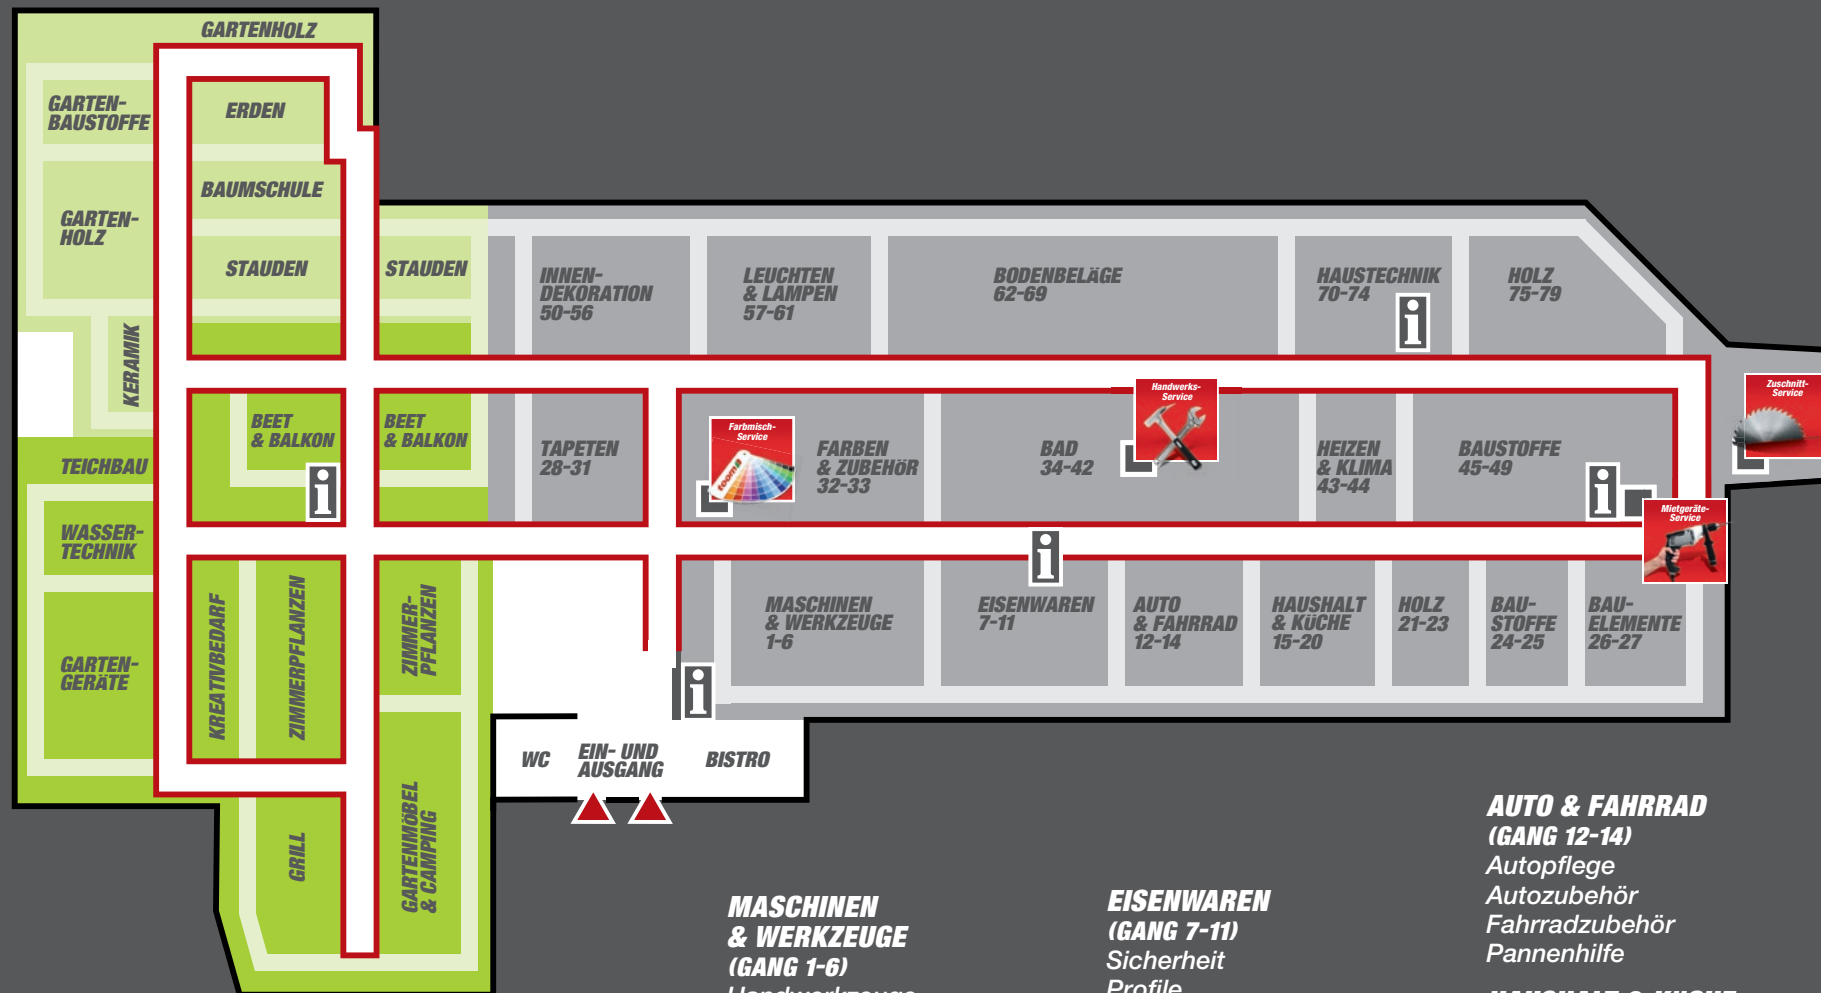 GARTENHOLZ
GARTEN-
BAUSTOFFE
ERDEN
BAUMSCHULE
GARTEN-
HOLZ
STAUDEN
STAUDEN
KERAMIK
INNEN-
DEKORATION
50-56
LEUCHTEN
& LAMPEN
57-61
BODENBELÄGE
62-69
HAUSTECHNIK
70-74
i
HOLZ
75-79
BEET
& BALKON
i
BEET
& BALKON
TAPETEN
28-31
Farbmisch-
Service
toom
FARBEN
& ZUBEHÖR
32-33
BAD
34-42
Handwerks-
Service
HEIZEN
& KLIMA
43-44
BAUSTOFFE
45-49
i
Zuschnitt-
Service
Mietgeräte-
Service
TEICHBAU
WASSER-
TECHNIK
GARTEN-
GERÄTE
KREATIVBEDARF
ZIMMERPFLANZEN
ZIMMER-
PFLANZEN
i
MASCHINEN
& WERKZEUGE
1-6
i
EISENWAREN
7-11
AUTO
& FAHRRAD
12-14
HAUSHALT
& KÜCHE
15-20
HOLZ
21-23
BAU-
STOFFE
24-25
BAU-
ELEMENTE
26-27
WC
EIN- UND
AUSGANG
BISTRO
GRILL
GARTENMÖBEL
& CAMPING
MASCHINEN
& WERKZEUGE
(GANG 1-6)
Handwerkzeuge
EISENWAREN
(GANG 7-11)
Sicherheit
Profile
AUTO & FAHRRAD
(GANG 12-14)
Autopflege
Autozubehör
Fahrradzubehör
Pannenhilfe
HAUSHALT & KÜCHE